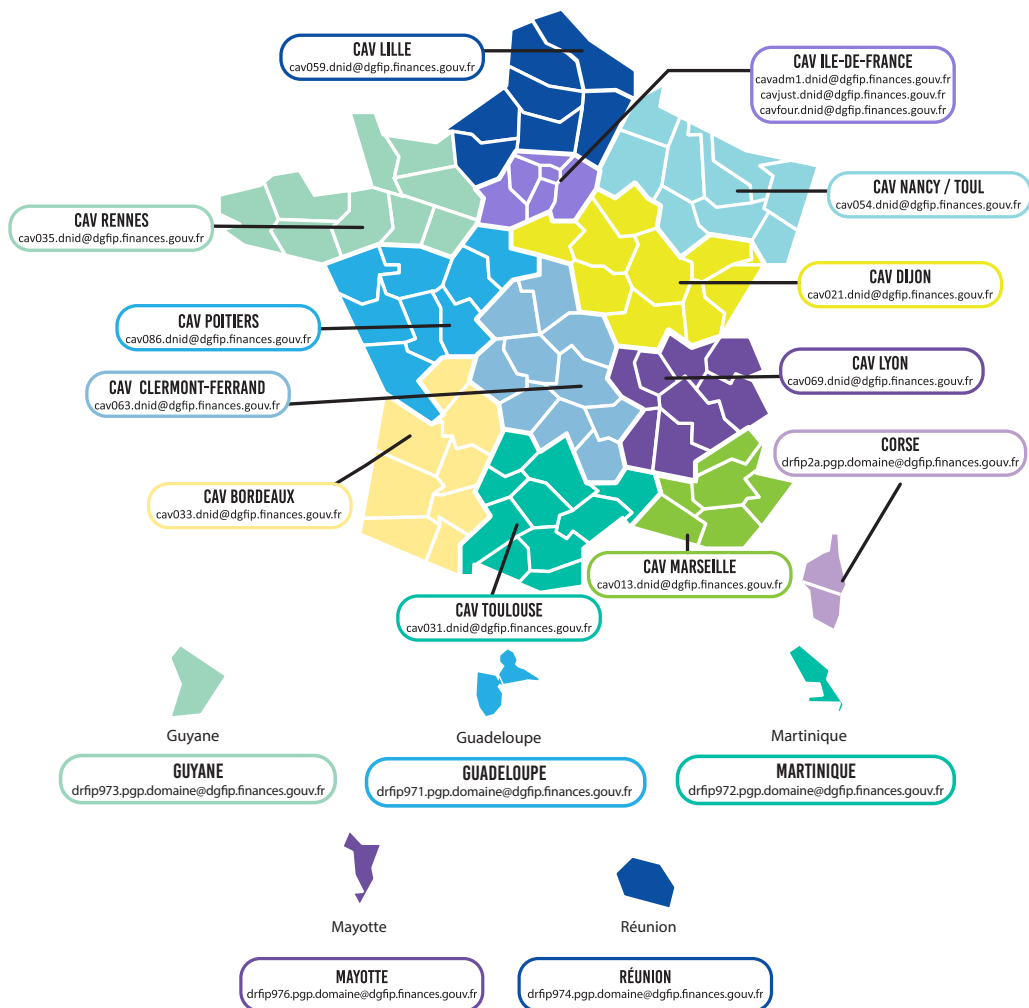 CAV LILLE
cav059.dnid@dgfip.finances.gouv.fr
CAV ILE-DE-FRANCE
cavadm1.dnid@dgfip.finances.gouv.fr
cavjust.dnid@dgfip.finances.gouv.fr
cavfour.dnid@dgfip.finances.gouv.fr
CAV NANCY / TOUL
cav054.dnid@dgfip.finances.gouv.fr
CAV RENNES
cav035.dnid@dgfip.finances.gouv.fr
CAV DIJON
cav021.dnid@dgfip.finances.gouv.fr
CAV POITIERS
cav086.dnid@dgfip.finances.gouv.fr
CAV LYON
cav069.dnid@dgfip.finances.gouv.fr
CAV CLERMONT-FERRAND
cav063.dnid@dgfip.finances.gouv.fr
CORSE
drfip2a.pgp.domaine@dgfip.finances.gouv.fr
CAV BORDEAUX
cav033.dnid@dgfip.finances.gouv.fr
CAV MARSEILLE
cav013.dnid@dgfip.finances.gouv.fr
CAV TOULOUSE
cav031.dnid@dgfip.finances.gouv.fr
Guyane
GUYANE
drfip973.pgp.domaine@dgfip.finances.gouv.fr
Guadeloupe
GUADELOUPE
drfip971.pgp.domaine@dgfip.finances.gouv.fr
Martinique
MARTINIQUE
drfip972.pgp.domaine@dgfip.finances.gouv.fr
Mayotte
MAYOTTE
drfip976.pgp.domaine@dgfip.finances.gouv.fr
Réunion
RÉUNION
drfip974.pgp.domaine@dgfip.finances.gouv.fr